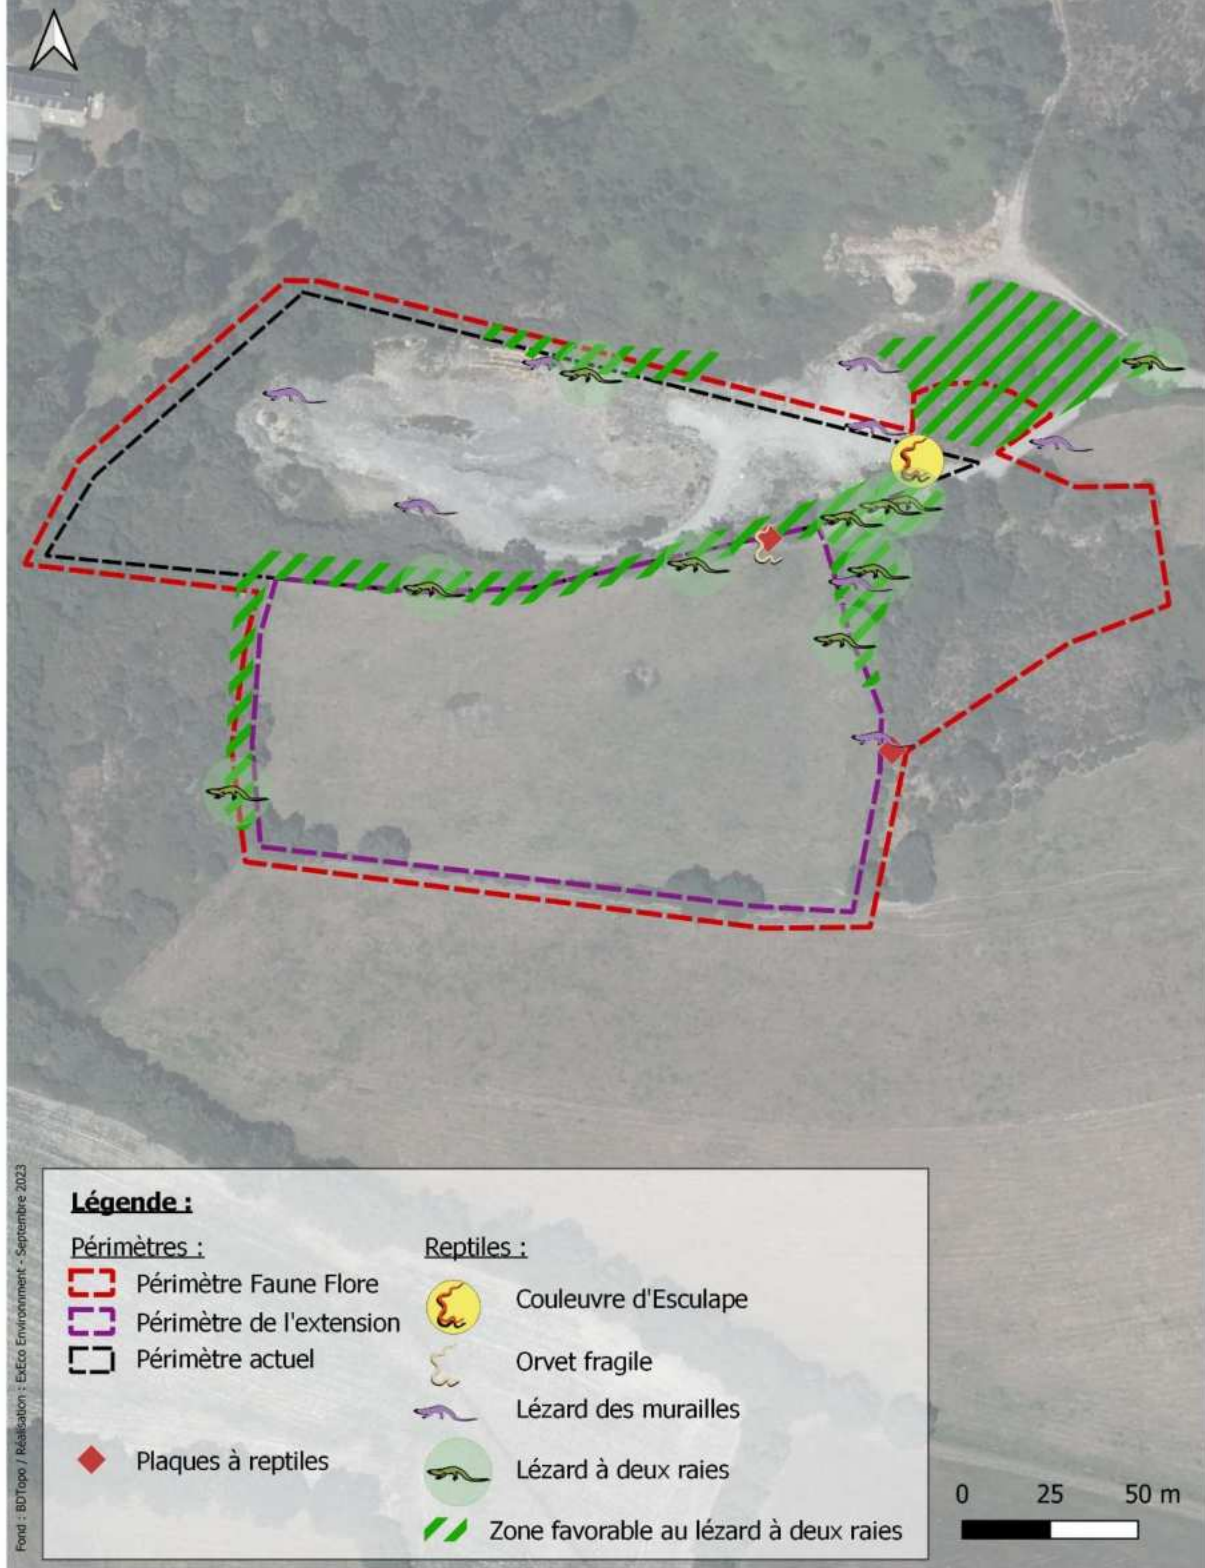 Légende :
Périmètres :
Périmètre Faune Flore
Périmètre de l'extension
Périmètre actuel
Plaques à reptiles
Reptiles :
Couleuvre d'Esculape
Orvet fragile
Lézard des murailles
Lézard à deux raies
Zone favorable au lézard à deux raies
0 25 50 m
Fond : BDTopo / Réalisation : ExEco Environnment - Septembre 2023